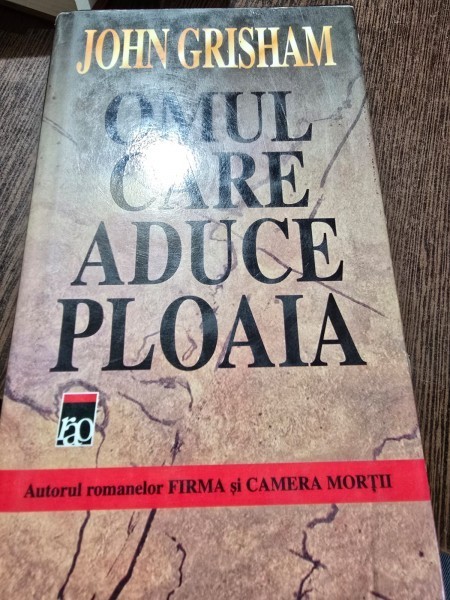 JOHN GRISHAM
OMUL
CARE
ADUCE
PLOAIA
rao
Autorul romanelor FIRMA și CAMERA MORȚII